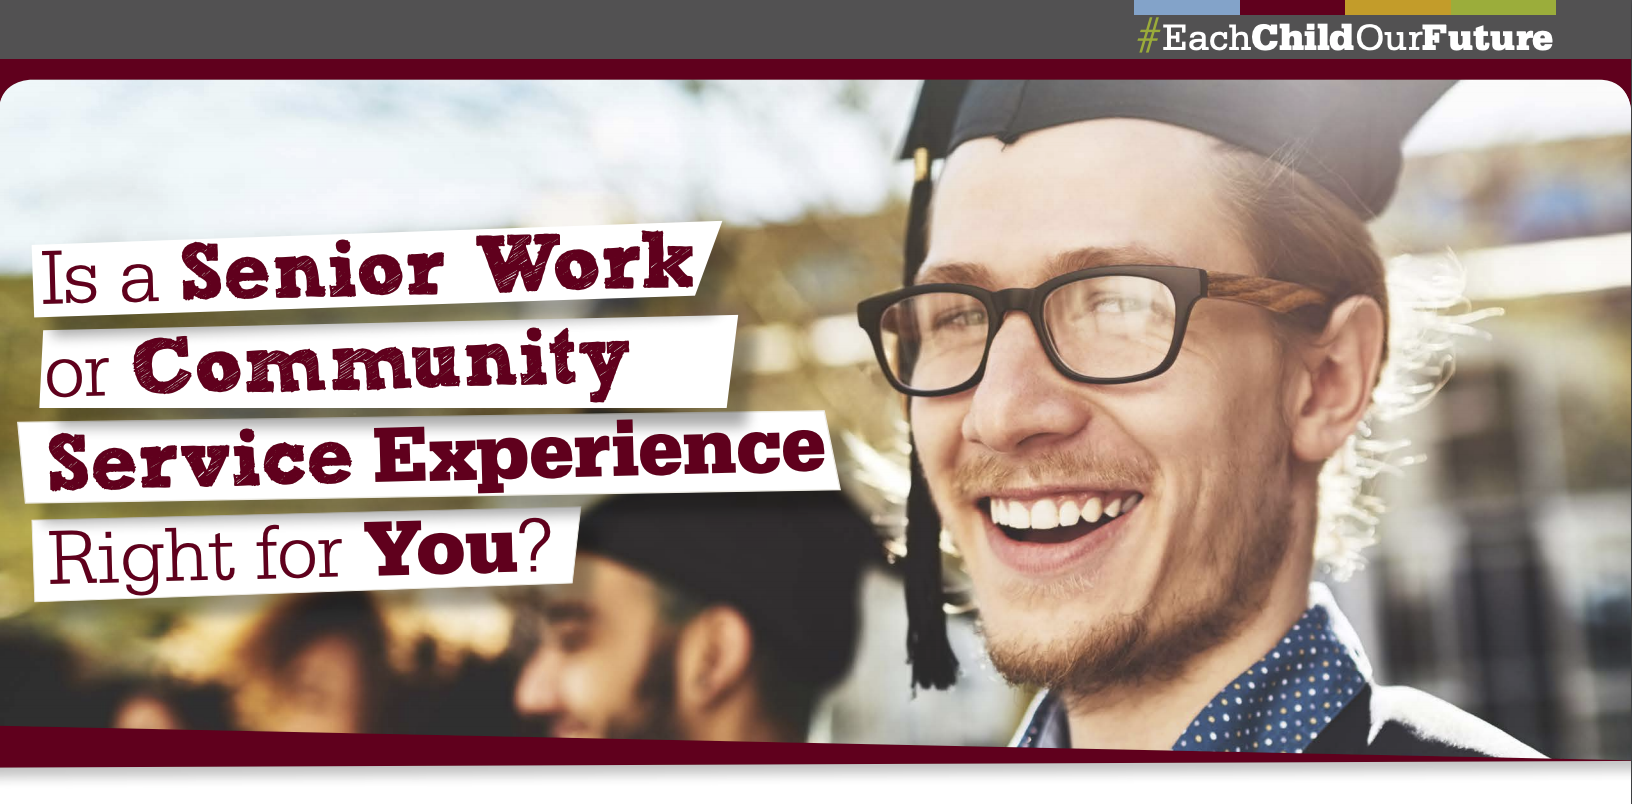 #EachChildOurFuture
Is a Senior Work
or Community
Service Experience
Right for You?